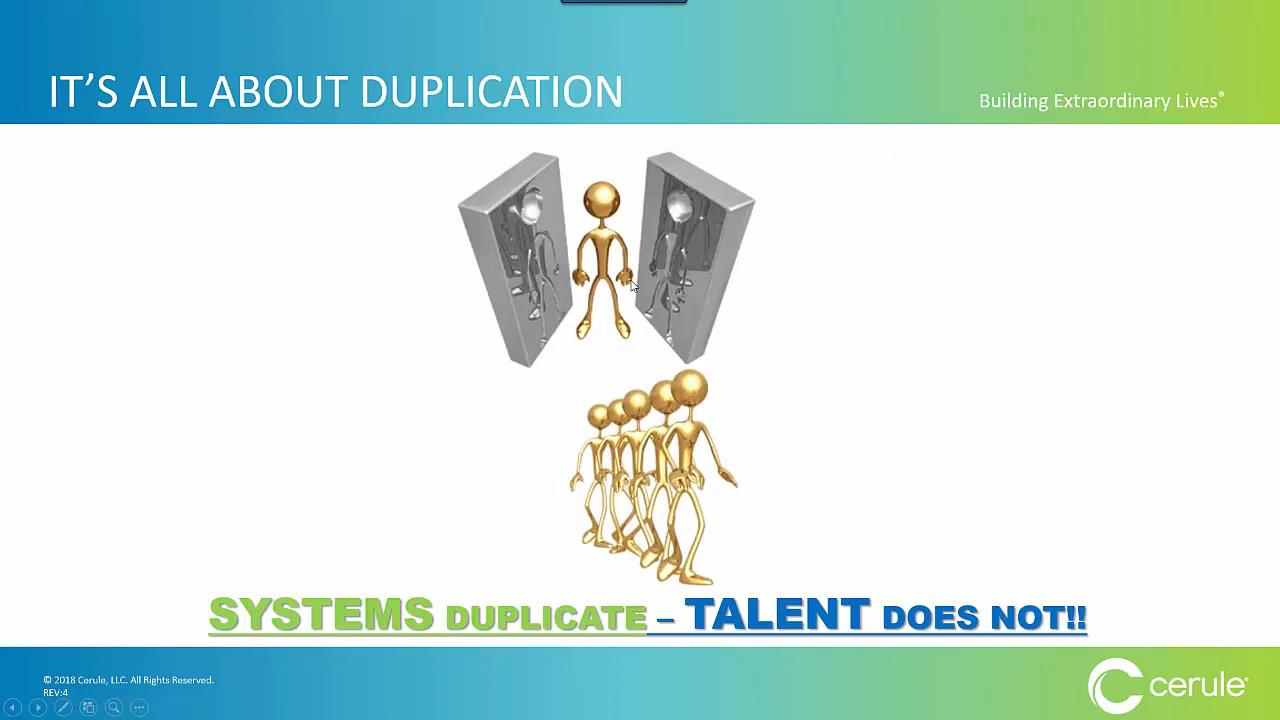 IT’S ALL ABOUT DUPLICATION
Building Extraordinary Lives®
SYSTEMS DUPLICATE – TALENT DOES NOT!!
© 2018 Cerule, LLC. All Rights Reserved.
REV:4
cerule®